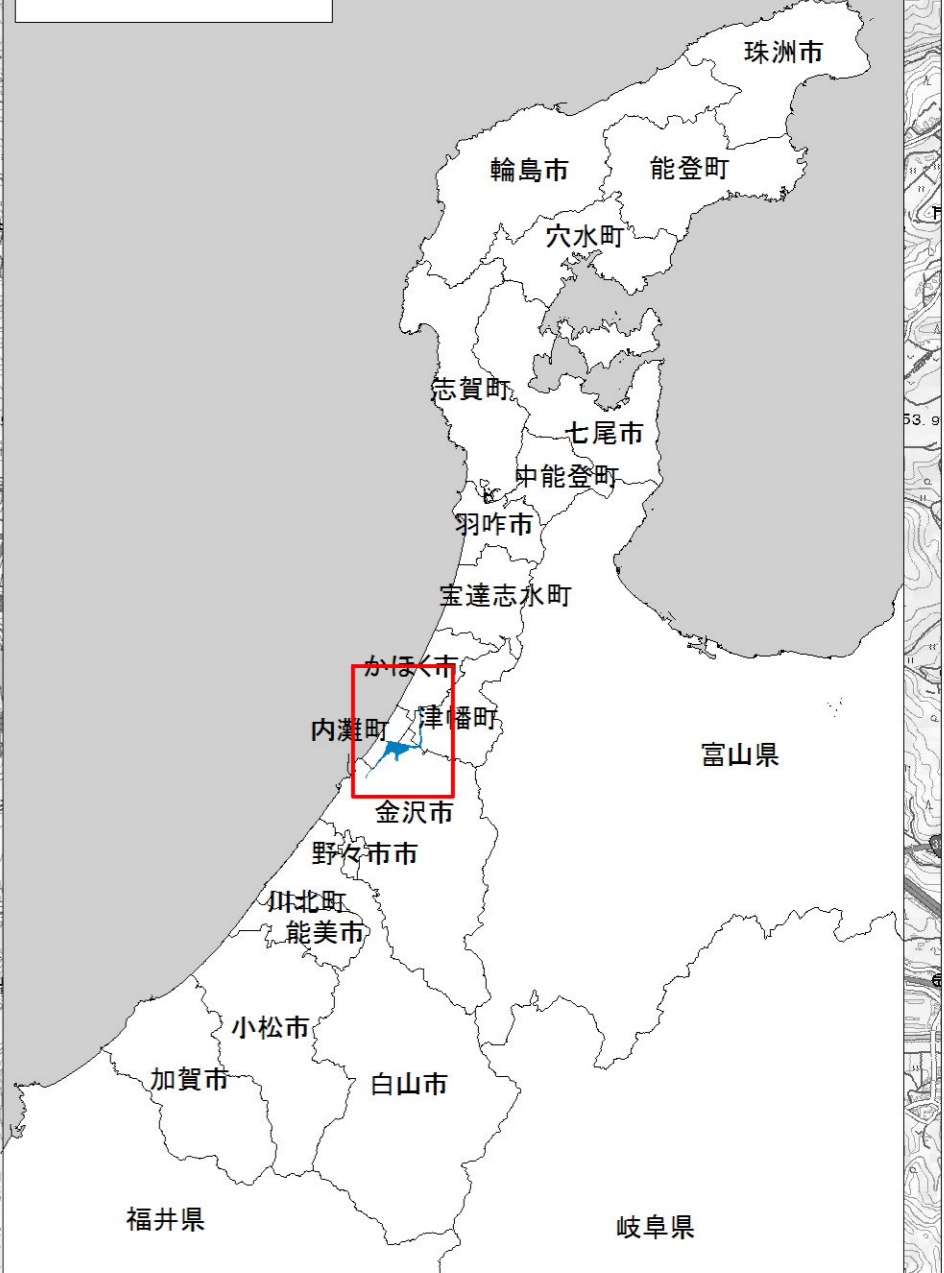 珠洲市
輪島市
能登町
穴水町
志賀町
七尾市
中能登町
羽咋市
宝達志水町
かほく市
津幡町
内灘町
富山県
金沢市
野々市市
川北町
能美市
小松市
加賀市
白山市
福井県
岐阜県
53.9